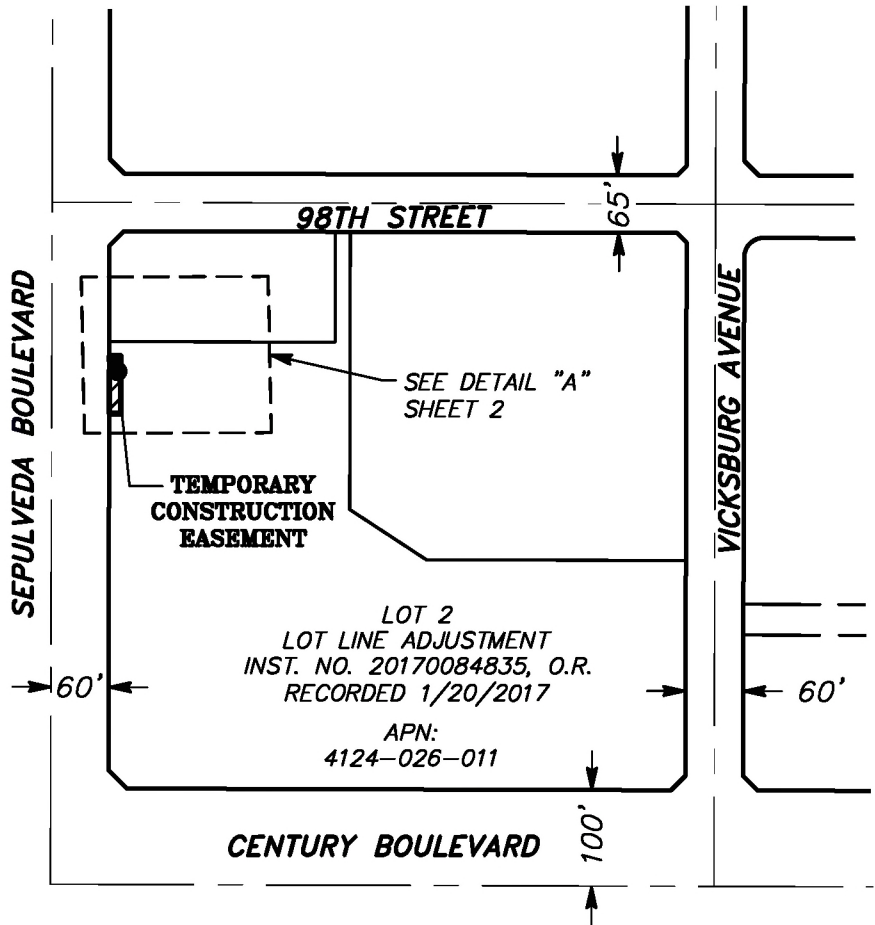 98TH STREET
65'
SEPULVEDA BOULEVARD
VICKSBURG AVENUE
SEE DETAIL "A"
SHEET 2
TEMPORARY
CONSTRUCTION
EASEMENT
LOT 2
LOT LINE ADJUSTMENT
INST. NO. 20170084835, O.R.
RECORDED 1/20/2017
60'
60'
APN:
4124-026-011
CENTURY BOULEVARD
100'